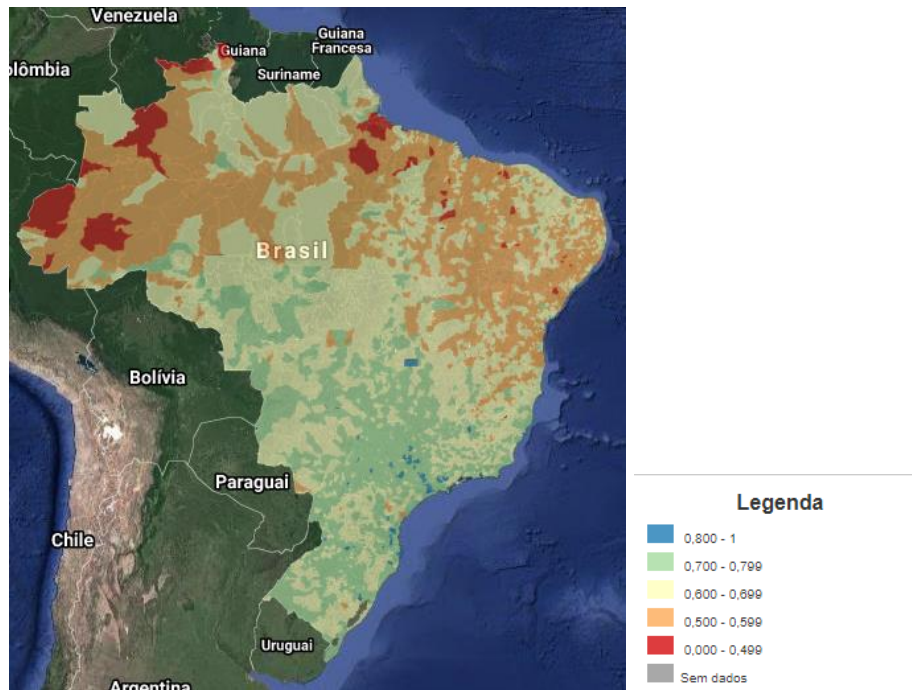 Venezuela
Guiana
Guiana
Francesa
olômbia
Suriname
Brasil
Bolívia
Paraguai
Chile
Uruguai
Argentina
Legenda
0,800 - 1
0,700 - 0,799
0,600 - 0,699
0,500 - 0,599
0,000 - 0,499
Sem dados